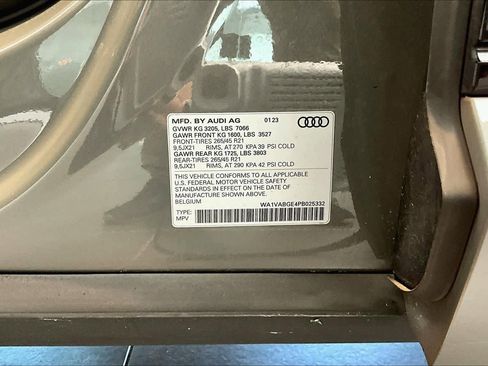 MFD. BY AUDI AG 01 23
GVWR KG 3205, LBS 7066
GAWR FRONT KG 1600, LBS 3527
FRONT-TIRES 265/45 R21
9,5JX21 RIMS, AT 270 KPA 39 PSI COLD
GAWR REAR KG 1725, LBS 3803
REAR-TIRES 265/45 R21
9,5JX21 RIMS, AT 290 KPA 42 PSI COLD
THIS VEHICLE CONFORMS TO ALL APPLICABLE
U.S. FEDERAL MOTOR VEHICLE SAFETY
STANDARDS IN EFFECT ON THE DATE OF
MANUFACTURE SHOWN ABOVE.
BELGIUM WA1VABGE4PB025332
TYPE:
MPV